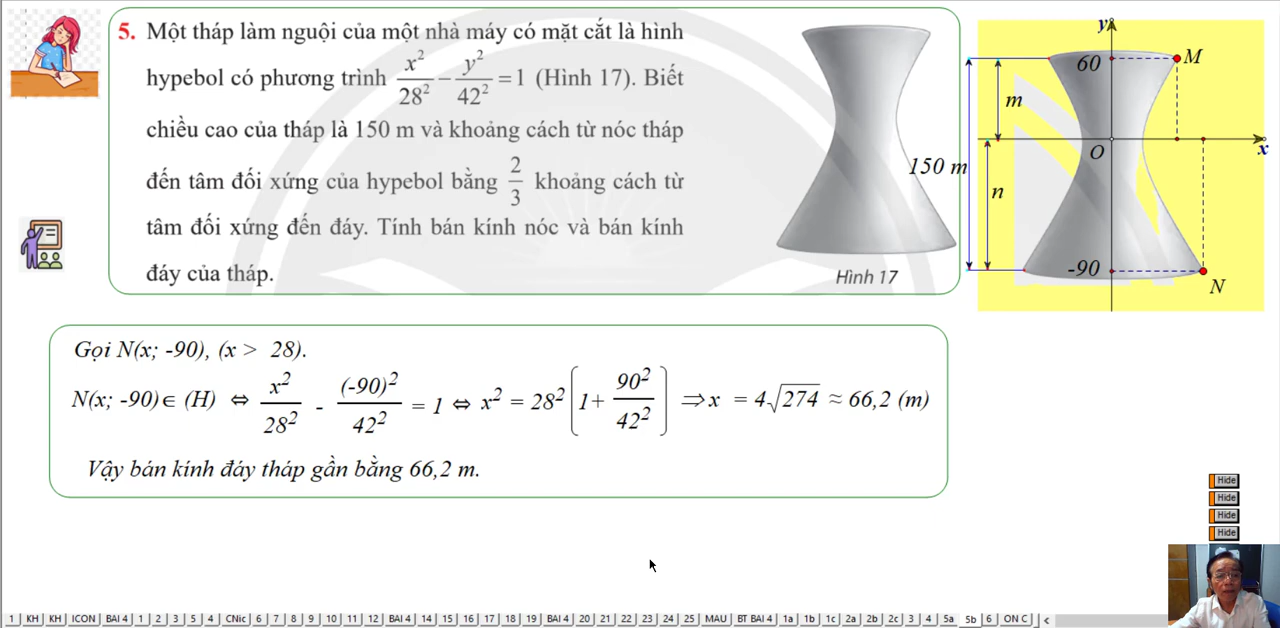 5. Một tháp làm nguội của một nhà máy có mặt cắt là hình
hypebol có phương trình x²/28² − y²/42² = 1 (Hình 17). Biết
chiều cao của tháp là 150 m và khoảng cách từ nóc tháp
đến tâm đối xứng của hypebol bằng 2/3 khoảng cách từ
tâm đối xứng đến đáy. Tính bán kính nóc và bán kính
đáy của tháp.
Hình 17
150 m
m
n
y
60
M
O
x
-90
N
Gọi N(x; -90), (x > 28).
N(x; -90) ∈ (H) ⇔ x²/28² - (-90)²/42² = 1 ⇔ x² = 28² [1+ 90²/42²] ⇒ x = 4√274 ≈ 66,2 (m)
Vậy bán kính đáy tháp gần bằng 66,2 m.
Hide
Hide
Hide
Hide
1 KH KH ICON BAI 4 1 2 3 5 4 CNic 6 7 8 9 10 11 12 BAI 4 14 15 16 17 18 19 BAI 4 20 21 22 23 24 25 MAU BT BAI 4 1a 1b 1c 2a 2b 2c 3 4 5a 5b 6 ON C